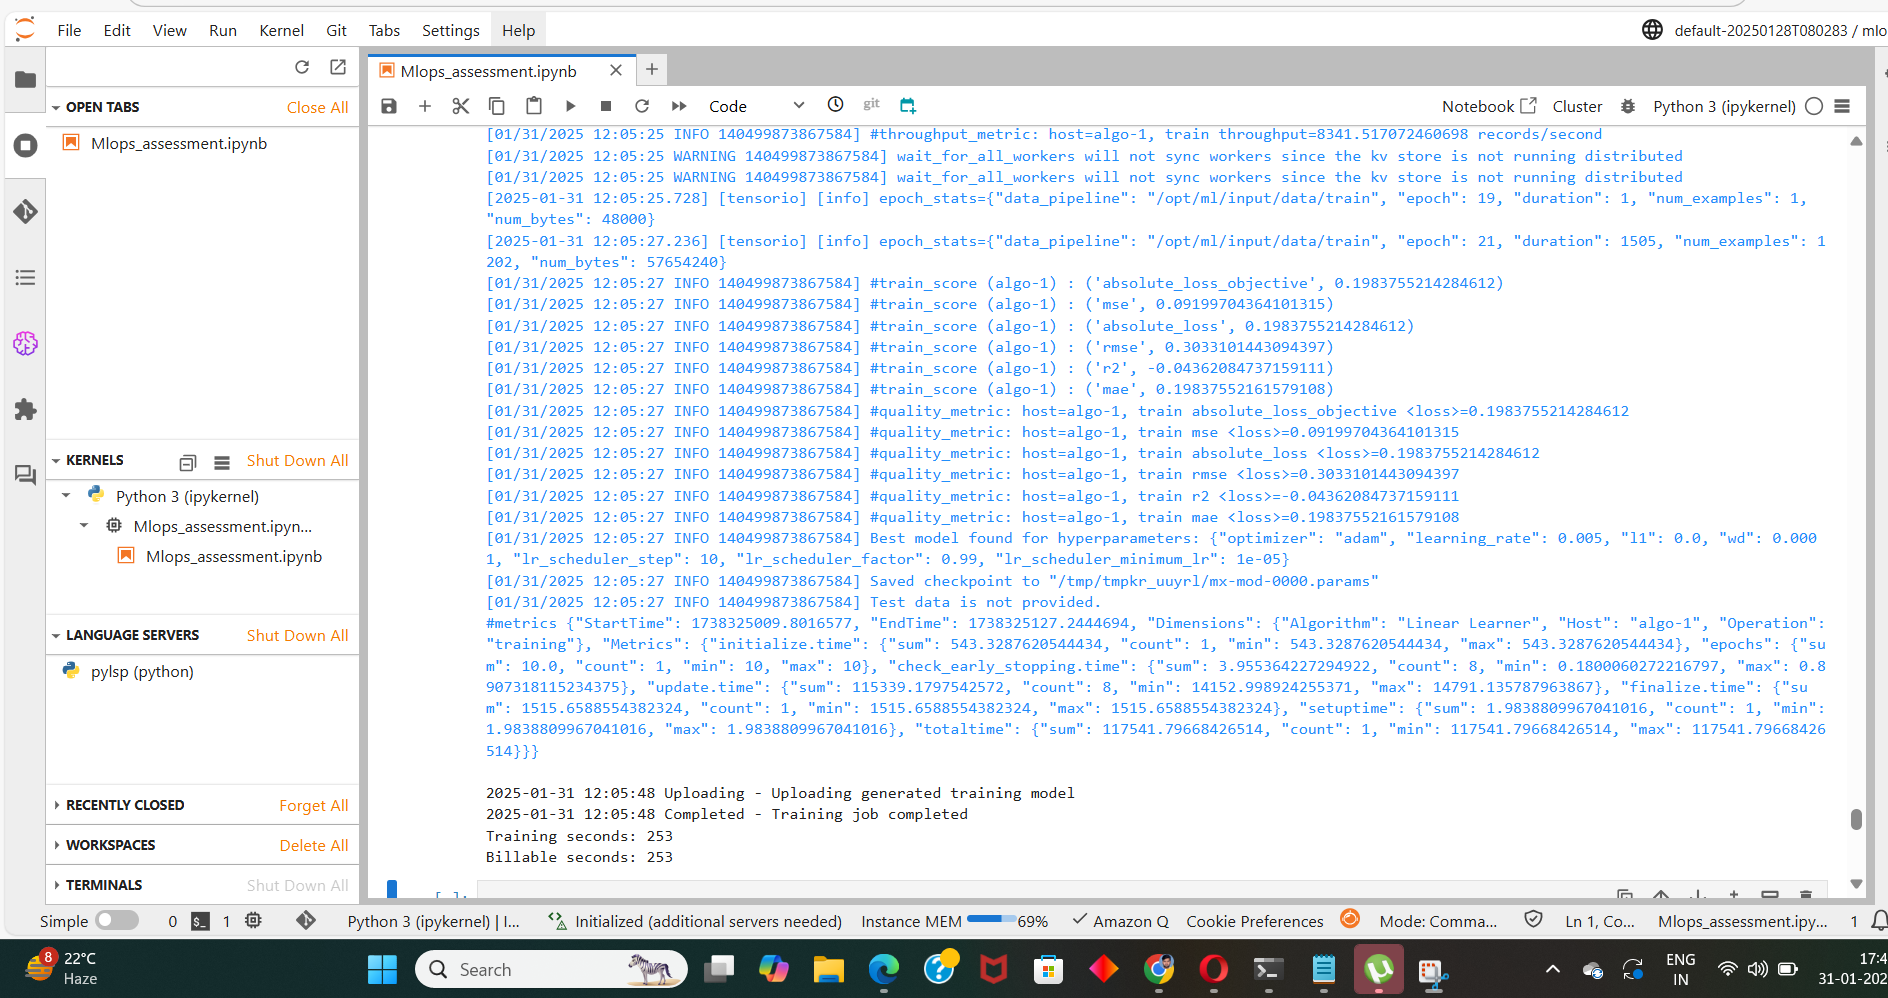 File Edit View Run Kernel Git Tabs Settings Help
default-20250128T080283 / mlo
OPEN TABS
Close All
Mlops_assessment.ipynb
KERNELS
Shut Down All
Python 3 (ipykernel)
Mlops_assessment.ipyn...
Mlops_assessment.ipynb
LANGUAGE SERVERS
Shut Down All
pylsp (python)
RECENTLY CLOSED
Forget All
WORKSPACES
Delete All
TERMINALS
Shut Down All
Mlops_assessment.ipynb
Code
git
Notebook
Cluster
Python 3 (ipykernel)
[01/31/2025 12:05:25 INFO 140499873867584] #throughput_metric: host=algo-1, train throughput=8341.517072460698 records/second
[01/31/2025 12:05:25 WARNING 140499873867584] wait_for_all_workers will not sync workers since the kv store is not running distributed
[01/31/2025 12:05:25 WARNING 140499873867584] wait_for_all_workers will not sync workers since the kv store is not running distributed
[2025-01-31 12:05:25.728] [tensorio] [info] epoch_stats={"data_pipeline": "/opt/ml/input/data/train", "epoch": 19, "duration": 1, "num_examples": 1,
"num_bytes": 48000}
[2025-01-31 12:05:27.236] [tensorio] [info] epoch_stats={"data_pipeline": "/opt/ml/input/data/train", "epoch": 21, "duration": 1505, "num_examples": 1
202, "num_bytes": 57654240}
[01/31/2025 12:05:27 INFO 140499873867584] #train_score (algo-1) : ('absolute_loss_objective', 0.1983755214284612)
[01/31/2025 12:05:27 INFO 140499873867584] #train_score (algo-1) : ('mse', 0.09199704364101315)
[01/31/2025 12:05:27 INFO 140499873867584] #train_score (algo-1) : ('absolute_loss', 0.1983755214284612)
[01/31/2025 12:05:27 INFO 140499873867584] #train_score (algo-1) : ('rmse', 0.3033101443094397)
[01/31/2025 12:05:27 INFO 140499873867584] #train_score (algo-1) : ('r2', -0.04362084737159111)
[01/31/2025 12:05:27 INFO 140499873867584] #train_score (algo-1) : ('mae', 0.19837552161579108)
[01/31/2025 12:05:27 INFO 140499873867584] #quality_metric: host=algo-1, train absolute_loss_objective <loss>=0.1983755214284612
[01/31/2025 12:05:27 INFO 140499873867584] #quality_metric: host=algo-1, train mse <loss>=0.09199704364101315
[01/31/2025 12:05:27 INFO 140499873867584] #quality_metric: host=algo-1, train absolute_loss <loss>=0.1983755214284612
[01/31/2025 12:05:27 INFO 140499873867584] #quality_metric: host=algo-1, train rmse <loss>=0.3033101443094397
[01/31/2025 12:05:27 INFO 140499873867584] #quality_metric: host=algo-1, train r2 <loss>=-0.04362084737159111
[01/31/2025 12:05:27 INFO 140499873867584] #quality_metric: host=algo-1, train mae <loss>=0.19837552161579108
[01/31/2025 12:05:27 INFO 140499873867584] Best model found for hyperparameters: {"optimizer": "adam", "learning_rate": 0.005, "l1": 0.0, "wd": 0.000
1, "lr_scheduler_step": 10, "lr_scheduler_factor": 0.99, "lr_scheduler_minimum_lr": 1e-05}
[01/31/2025 12:05:27 INFO 140499873867584] Saved checkpoint to "/tmp/tmpkr_uuyrl/mx-mod-0000.params"
[01/31/2025 12:05:27 INFO 140499873867584] Test data is not provided.
#metrics {"StartTime": 1738325009.8016577, "EndTime": 1738325127.2444694, "Dimensions": {"Algorithm": "Linear Learner", "Host": "algo-1", "Operation":
"training"}, "Metrics": {"initialize.time": {"sum": 543.3287620544434, "count": 1, "min": 543.3287620544434, "max": 543.3287620544434}, "epochs": {"su
m": 10.0, "count": 1, "min": 10, "max": 10}, "check_early_stopping.time": {"sum": 3.955364227294922, "count": 8, "min": 0.1800060272216797, "max": 0.8
907318115234375}, "update.time": {"sum": 115339.1797542572, "count": 8, "min": 14152.998924255371, "max": 14791.135787963867}, "finalize.time": {"su
m": 1515.6588554382324, "count": 1, "min": 1515.6588554382324, "max": 1515.6588554382324}, "setuptime": {"sum": 1.9838809967041016, "count": 1, "min":
1.9838809967041016, "max": 1.9838809967041016}, "totaltime": {"sum": 117541.79668426514, "count": 1, "min": 117541.79668426514, "max": 117541.79668426
514}}}
2025-01-31 12:05:48 Uploading - Uploading generated training model
2025-01-31 12:05:48 Completed - Training job completed
Training seconds: 253
Billable seconds: 253
[ ]:
Simple 0 1 Python 3 (ipykernel) | I... Initialized (additional servers needed) Instance MEM 69% Amazon Q Cookie Preferences Mode: Comma... Ln 1, Co... Mlops_assessment.ipy... 1
8
22°C
Haze
Search
ENG
IN
17:4
31-01-202